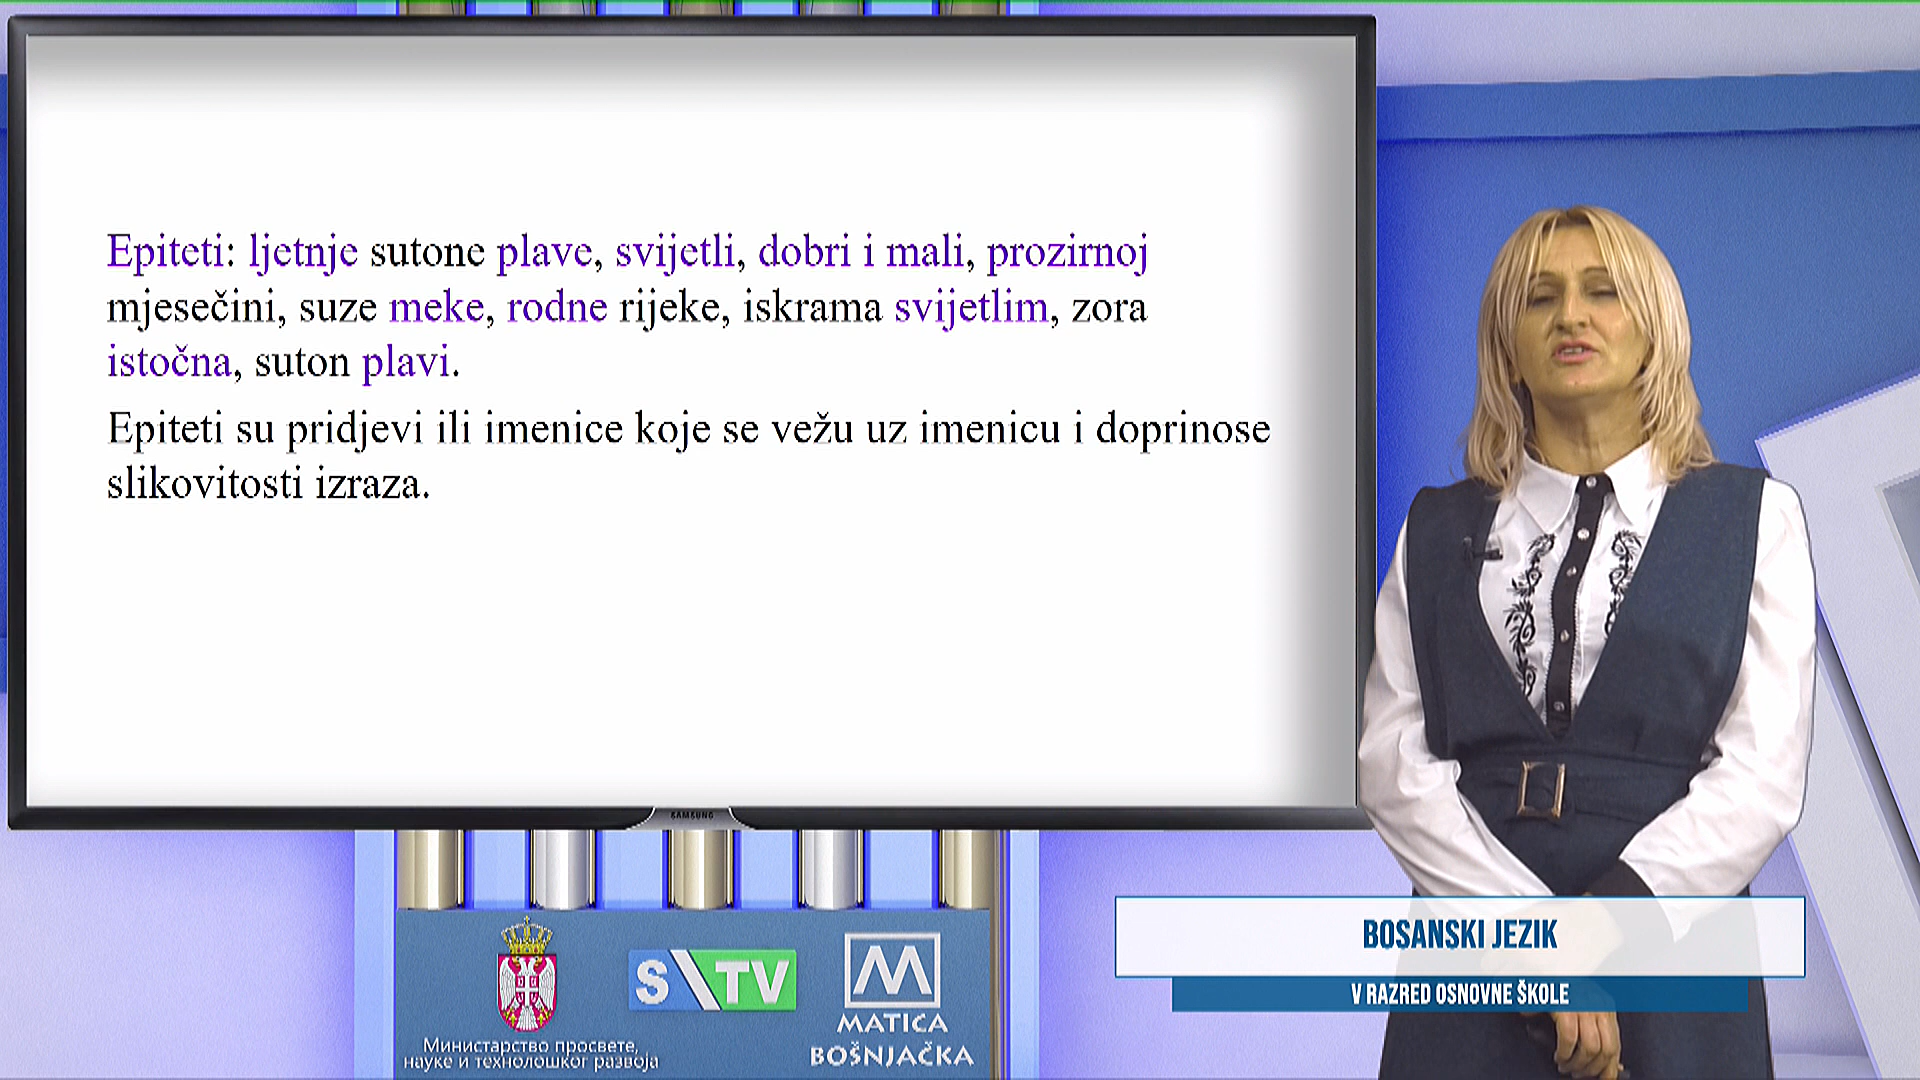 Epiteti: ljetnje sutone plave, svijetli, dobri i mali, prozirnoj
mjesečini, suze meke, rodne rijeke, iskrama svijetlim, zora
istočna, suton plavi.
Epiteti su pridjevi ili imenice koje se vežu uz imenicu i doprinose
slikovitosti izraza.
SAMSUNG
BOSANSKI JEZIK
V RAZRED OSNOVNE ŠKOLE
Министарство просвете,
науке и технолошког развоја
S TV
MATICA
BOŠNJAČKA